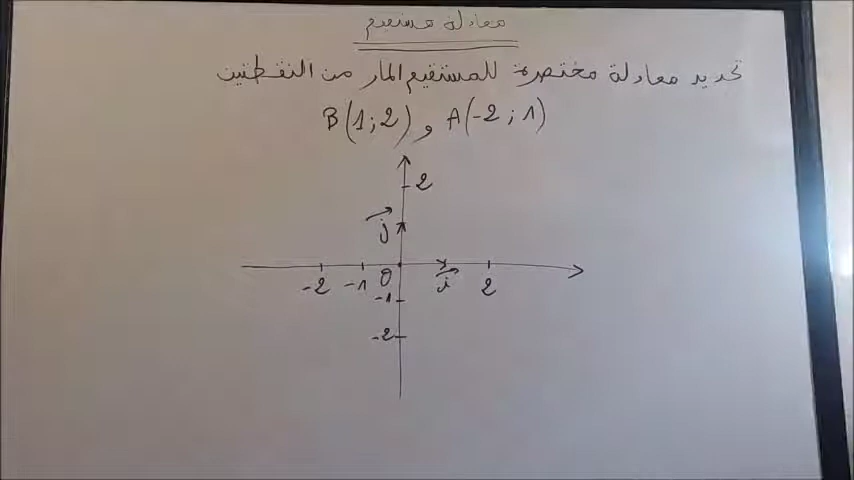 معادلة مستقيم
تحديد معادلة مختصرة للمستقيم المار من النقطتين
A(-2 ; 1) و B(1 ; 2)
2
j
-2 -1 0 i 2
-1
-2